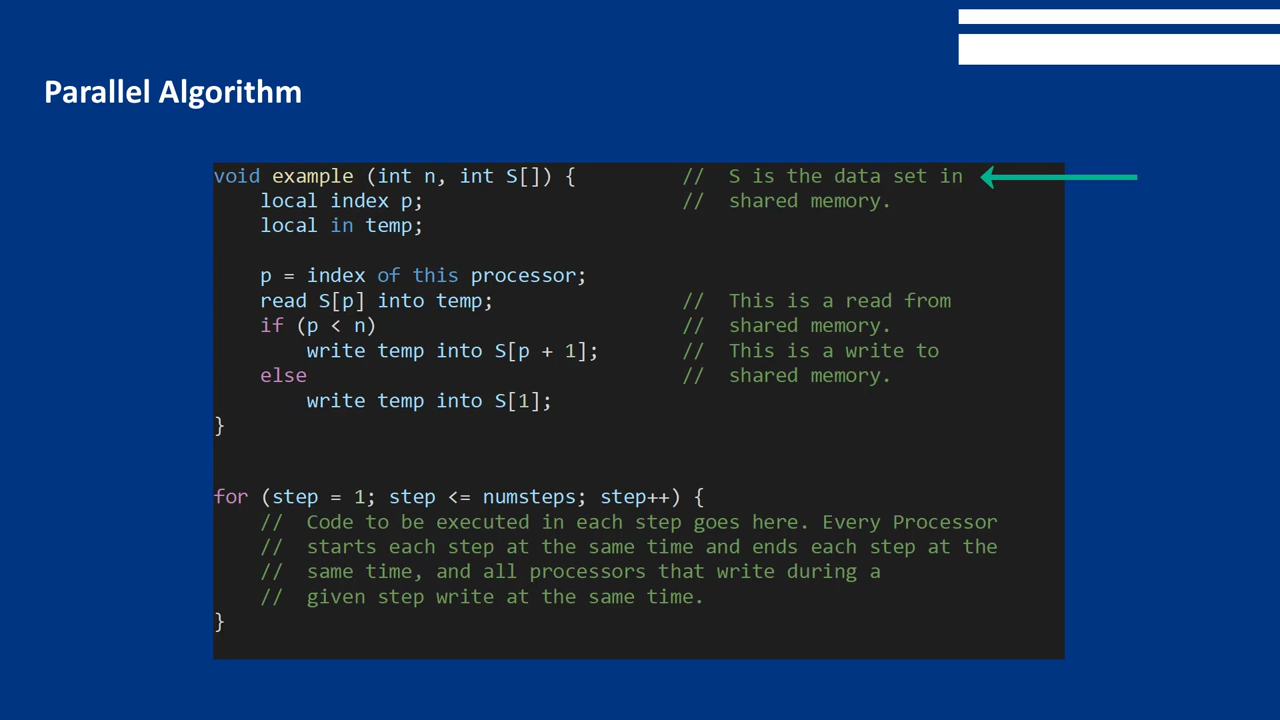 Parallel Algorithm
void example (int n, int S[]) { // S is the data set in
local index p; // shared memory.
local in temp;
p = index of this processor;
read S[p] into temp; // This is a read from
if (p < n) // shared memory.
write temp into S[p + 1]; // This is a write to
else // shared memory.
write temp into S[1];
}
for (step = 1; step <= numsteps; step++) {
// Code to be executed in each step goes here. Every Processor
// starts each step at the same time and ends each step at the
// same time, and all processors that write during a
// given step write at the same time.
}